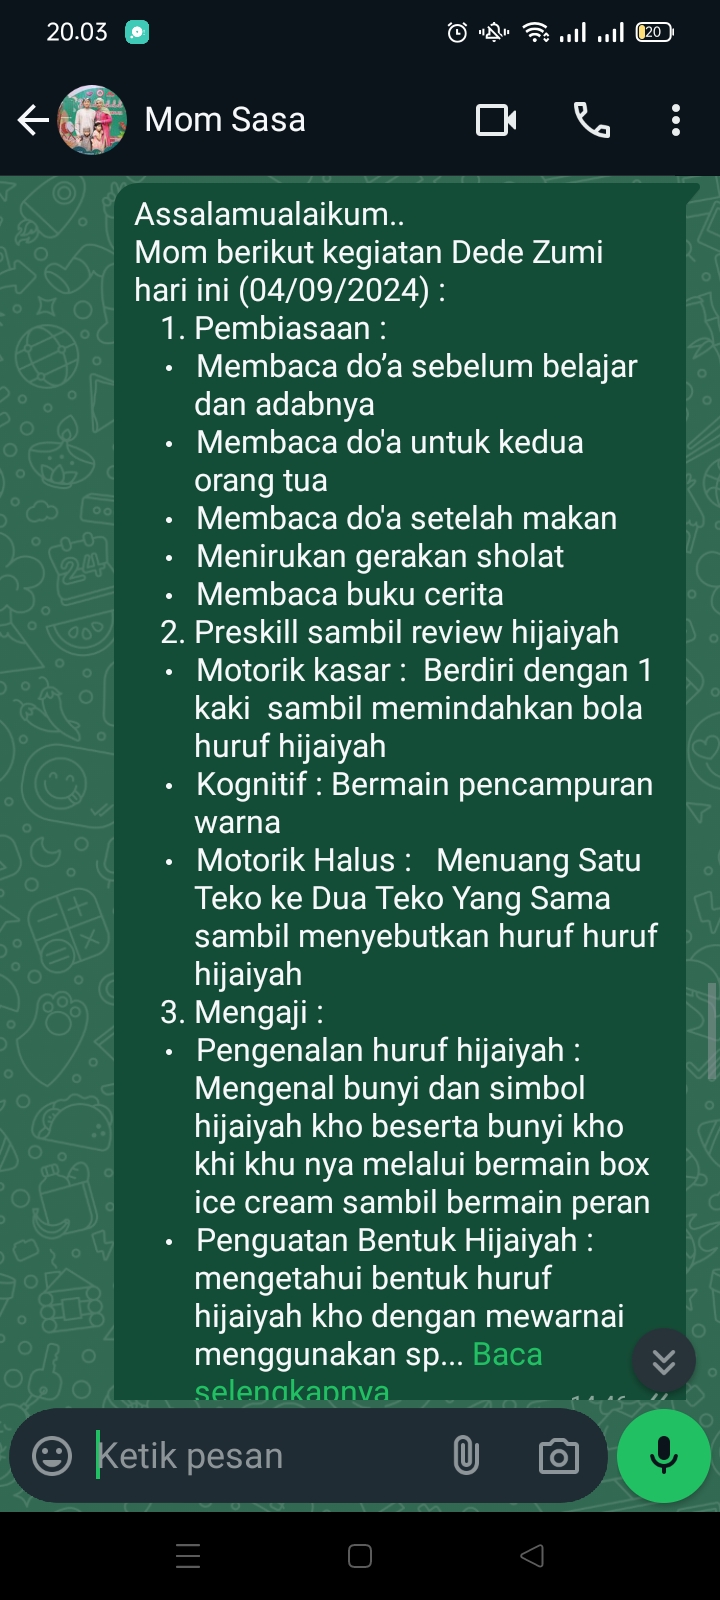 20.03
20
Mom Sasa
Assalamualaikum..
Mom berikut kegiatan Dede Zumi
hari ini (04/09/2024) :
1. Pembiasaan :
• Membaca do’a sebelum belajar
dan adabnya
• Membaca do'a untuk kedua
orang tua
• Membaca do'a setelah makan
• Menirukan gerakan sholat
• Membaca buku cerita
2. Preskill sambil review hijaiyah
• Motorik kasar :  Berdiri dengan 1
kaki  sambil memindahkan bola
huruf hijaiyah
• Kognitif : Bermain pencampuran
warna
• Motorik Halus :   Menuang Satu
Teko ke Dua Teko Yang Sama
sambil menyebutkan huruf huruf
hijaiyah
3. Mengaji :
• Pengenalan huruf hijaiyah :
Mengenal bunyi dan simbol
hijaiyah kho beserta bunyi kho
khi khu nya melalui bermain box
ice cream sambil bermain peran
• Penguatan Bentuk Hijaiyah :
mengetahui bentuk huruf
hijaiyah kho dengan mewarnai
menggunakan sp... Baca
selengkapnya
Ketik pesan